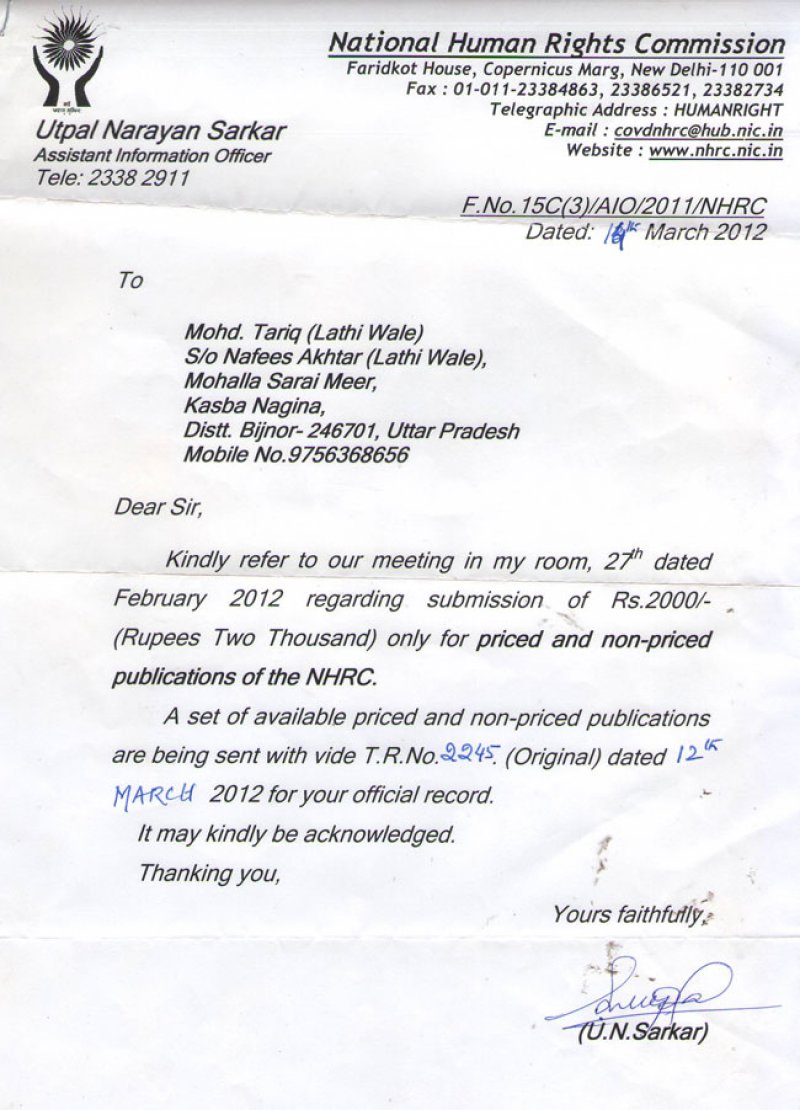 National Human Rights Commission
Faridkot House, Copernicus Marg, New Delhi-110 001
Fax : 01-011-23384863, 23386521, 23382734
Telegraphic Address : HUMANRIGHT
E-mail : covdnhrc@hub.nic.in
Website : www.nhrc.nic.in
Utpal Narayan Sarkar
Assistant Information Officer
Tele: 2338 2911
F.No.15C(3)/AIO/2011/NHRC
Dated: March 2012
To
Mohd. Tariq (Lathi Wale)
S/o Nafees Akhtar (Lathi Wale),
Mohalla Sarai Meer,
Kasba Nagina,
Distt. Bijnor- 246701, Uttar Pradesh
Mobile No.9756368656
Dear Sir,
Kindly refer to our meeting in my room, 27th dated
February 2012 regarding submission of Rs.2000/-
(Rupees Two Thousand) only for priced and non-priced
publications of the NHRC.
A set of available priced and non-priced publications
are being sent with vide T.R.No.2245. (Original) dated 12th
MARCH 2012 for your official record.
It may kindly be acknowledged.
Thanking you,
Yours faithfully,
(U.N.Sarkar)